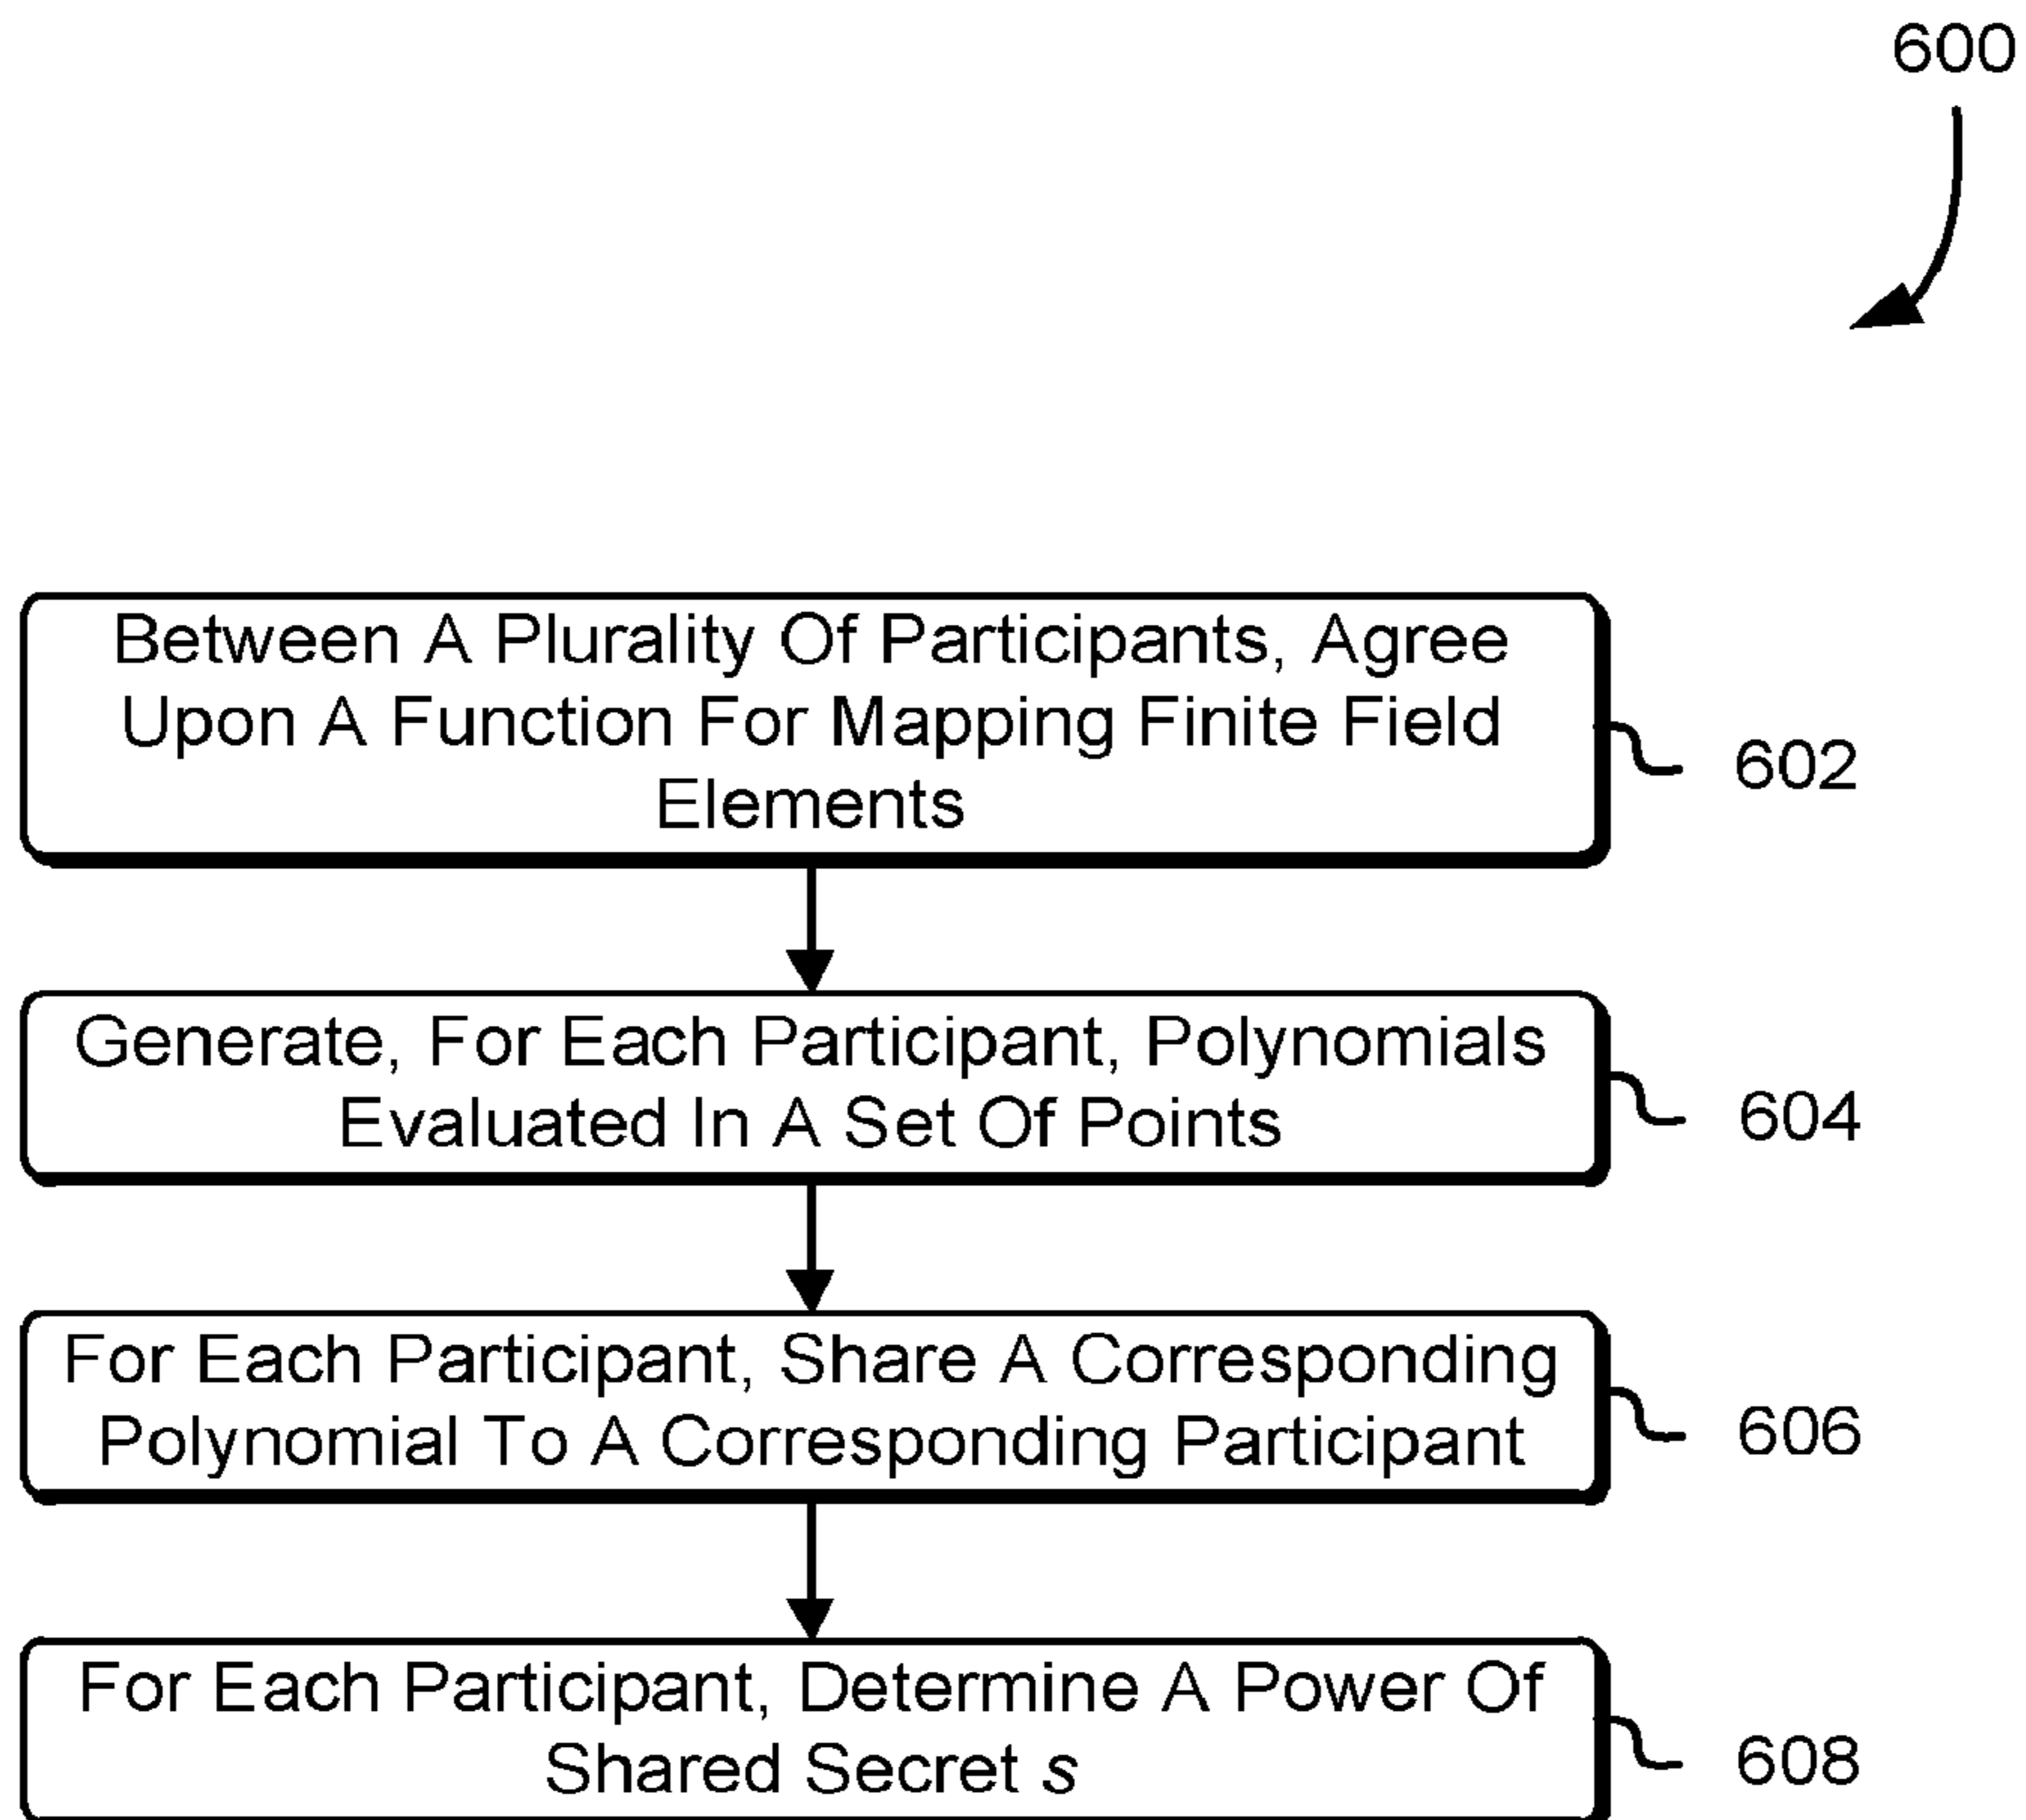 600
Between A Plurality Of Participants, Agree
Upon A Function For Mapping Finite Field
Elements
602
Generate, For Each Participant, Polynomials
Evaluated In A Set Of Points
604
For Each Participant, Share A Corresponding
Polynomial To A Corresponding Participant
606
For Each Participant, Determine A Power Of
Shared Secret s
608